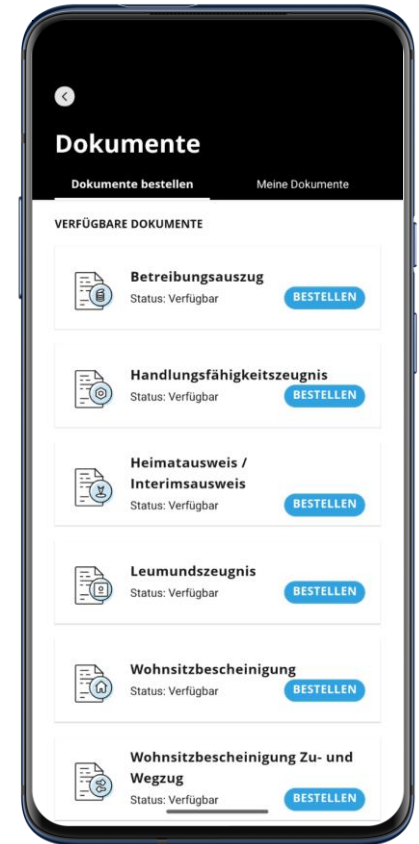 Dokumente
Dokumente bestellen
Meine Dokumente
VERFÜGBARE DOKUMENTE
Betreibungsauszug
Status: Verfügbar
BESTELLEN
Handlungsfähigkeitszeugnis
Status: Verfügbar
BESTELLEN
Heimatausweis /
Interimsausweis
Status: Verfügbar
BESTELLEN
Leumundszeugnis
Status: Verfügbar
BESTELLEN
Wohnsitzbescheinigung
Status: Verfügbar
BESTELLEN
Wohnsitzbescheinigung Zu- und
Wegzug
Status: Verfügbar
BESTELLEN